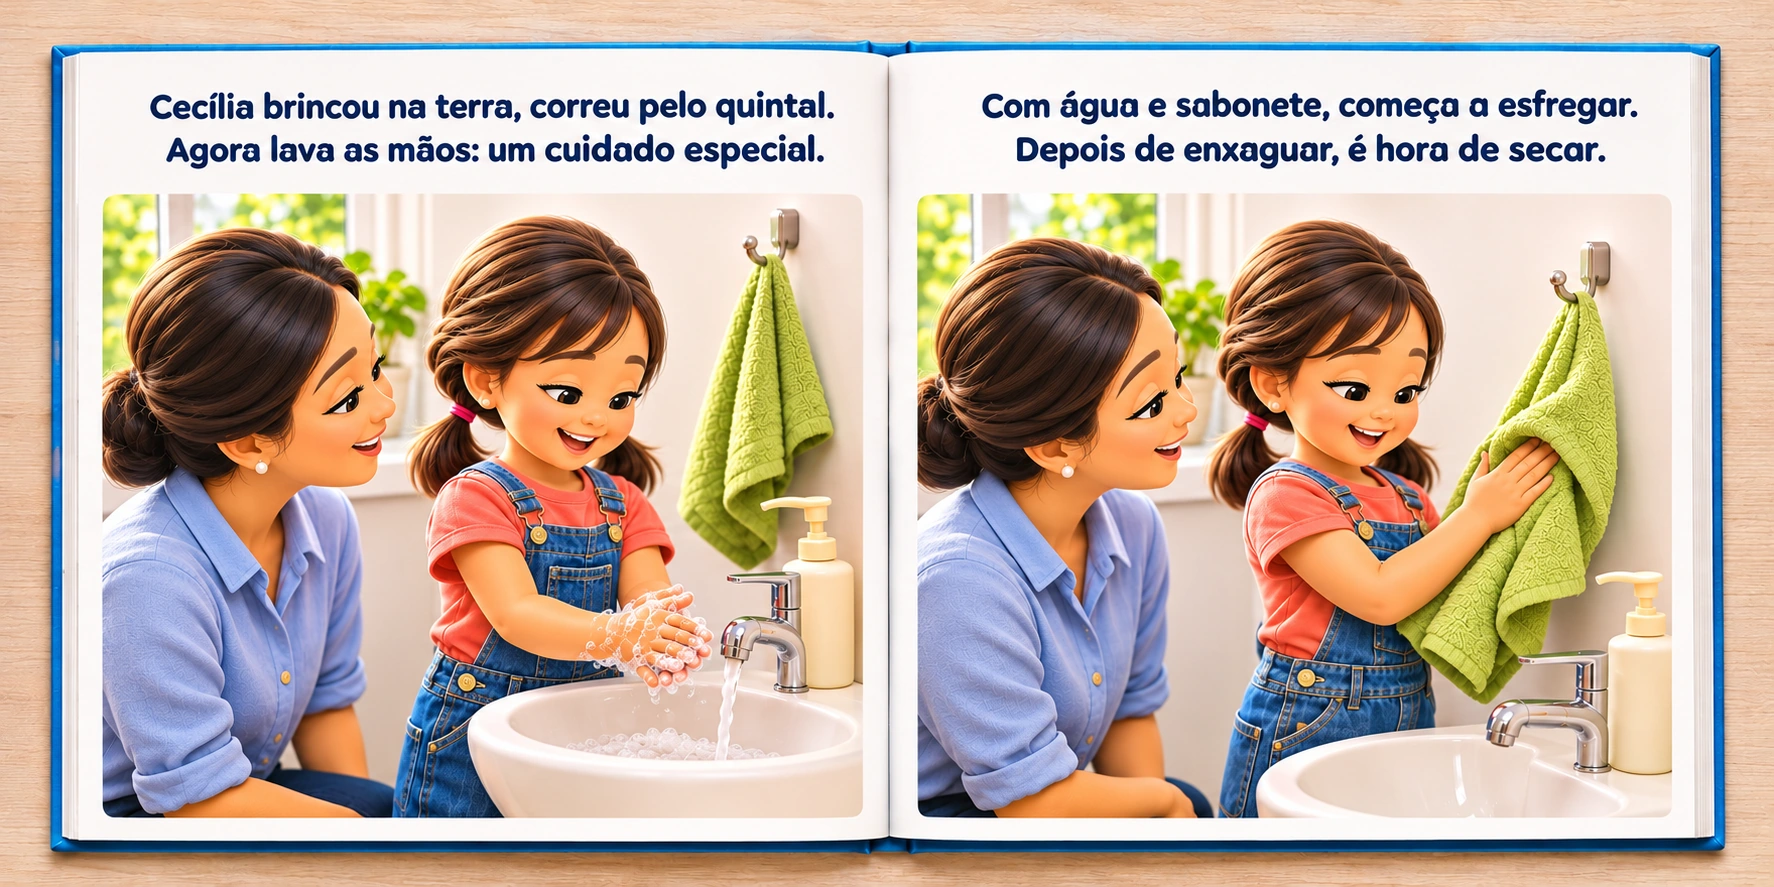 Cecília brincou na terra, correu pelo quintal.
Agora lava as mãos: um cuidado especial.
Com água e sabonete, começa a esfregar.
Depois de enxaguar, é hora de secar.